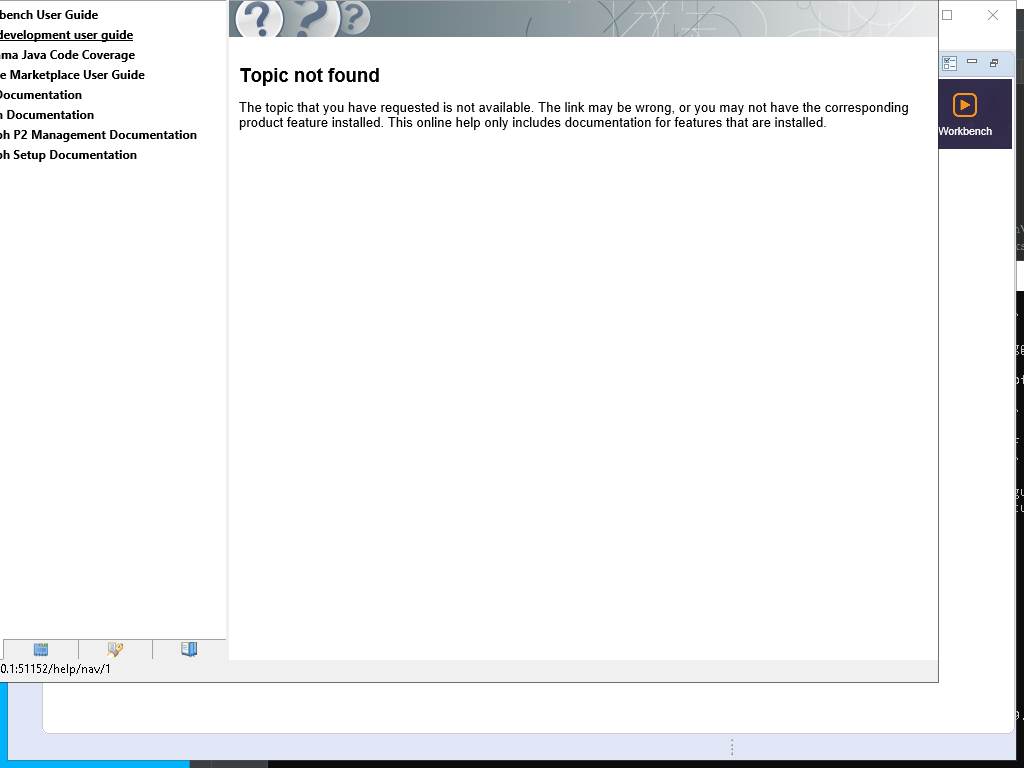 bench User Guide
development user guide
ma Java Code Coverage
e Marketplace User Guide
Documentation
n Documentation
ph P2 Management Documentation
ph Setup Documentation
Topic not found
The topic that you have requested is not available. The link may be wrong, or you may not have the corresponding
product feature installed. This online help only includes documentation for features that are installed.
Workbench
0.1:51152/help/nav/1